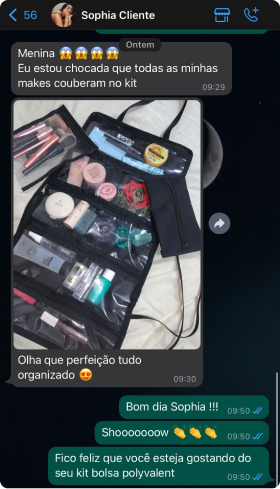 56 Sophia Cliente
Ontem
Menina 😱😱😱😱
Eu estou chocada que todas as minhas
makes couberam no kit
09:29
Olha que perfeição tudo
organizado 😍
09:30
Bom dia Sophia !!!
09:50
Shooooooow 👏👏👏
09:50
Fico feliz que você esteja gostando do
seu kit bolsa polyvalent
09:50